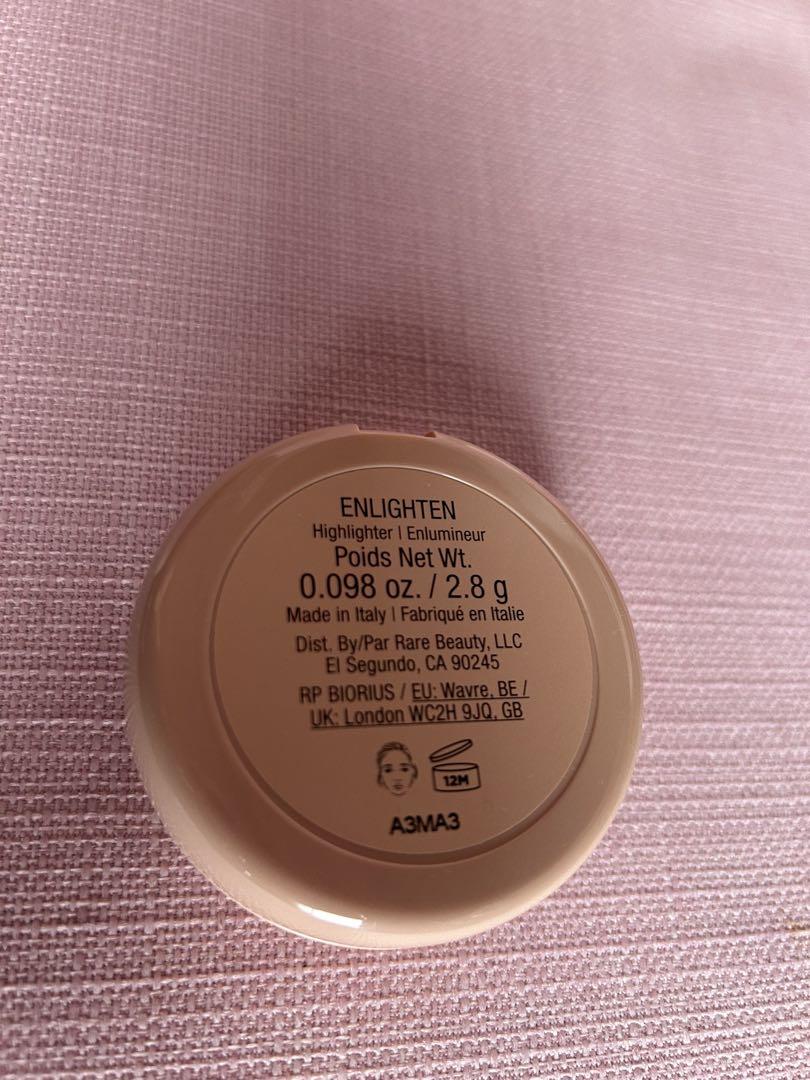 ENLIGHTEN
Highlighter | Enlumineur
Poids Net Wt.
0.098 oz. / 2.8 g
Made in Italy | Fabriqué en Italie
Dist. By/Par Rare Beauty, LLC
El Segundo, CA 90245
RP BIORIUS / EU: Wavre, BE /
UK: London WC2H 9JQ, GB
12M
A3MA3